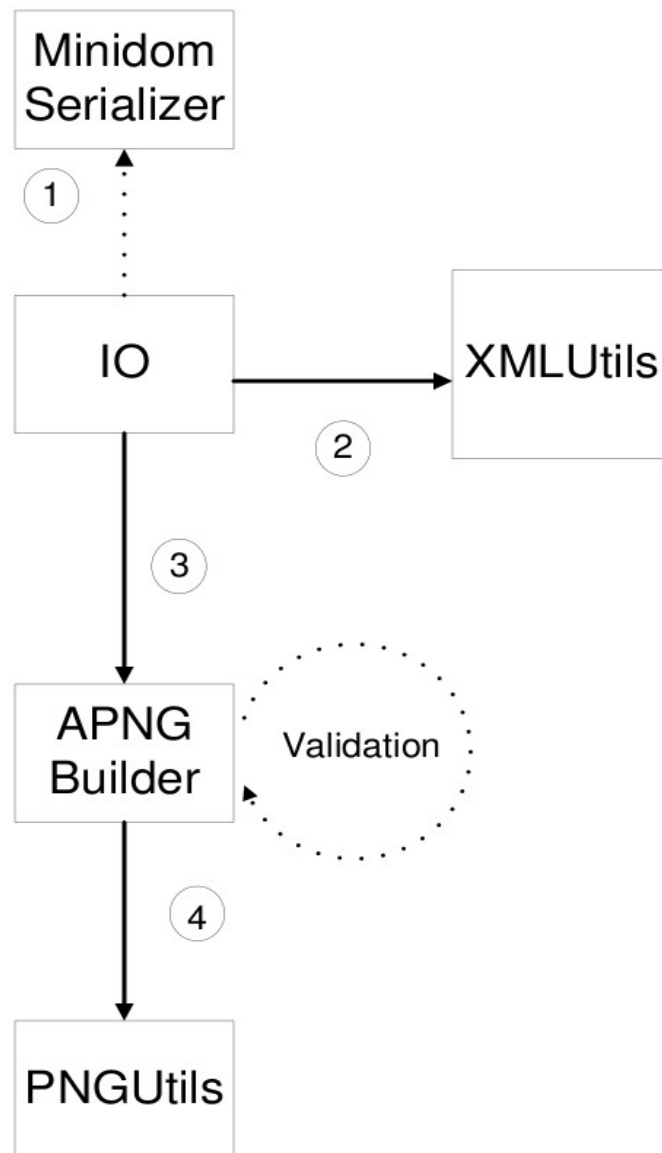 Minidom
Serializer
1
IO
XMLUtils
2
3
APNG
Builder
Validation
4
PNGUtils